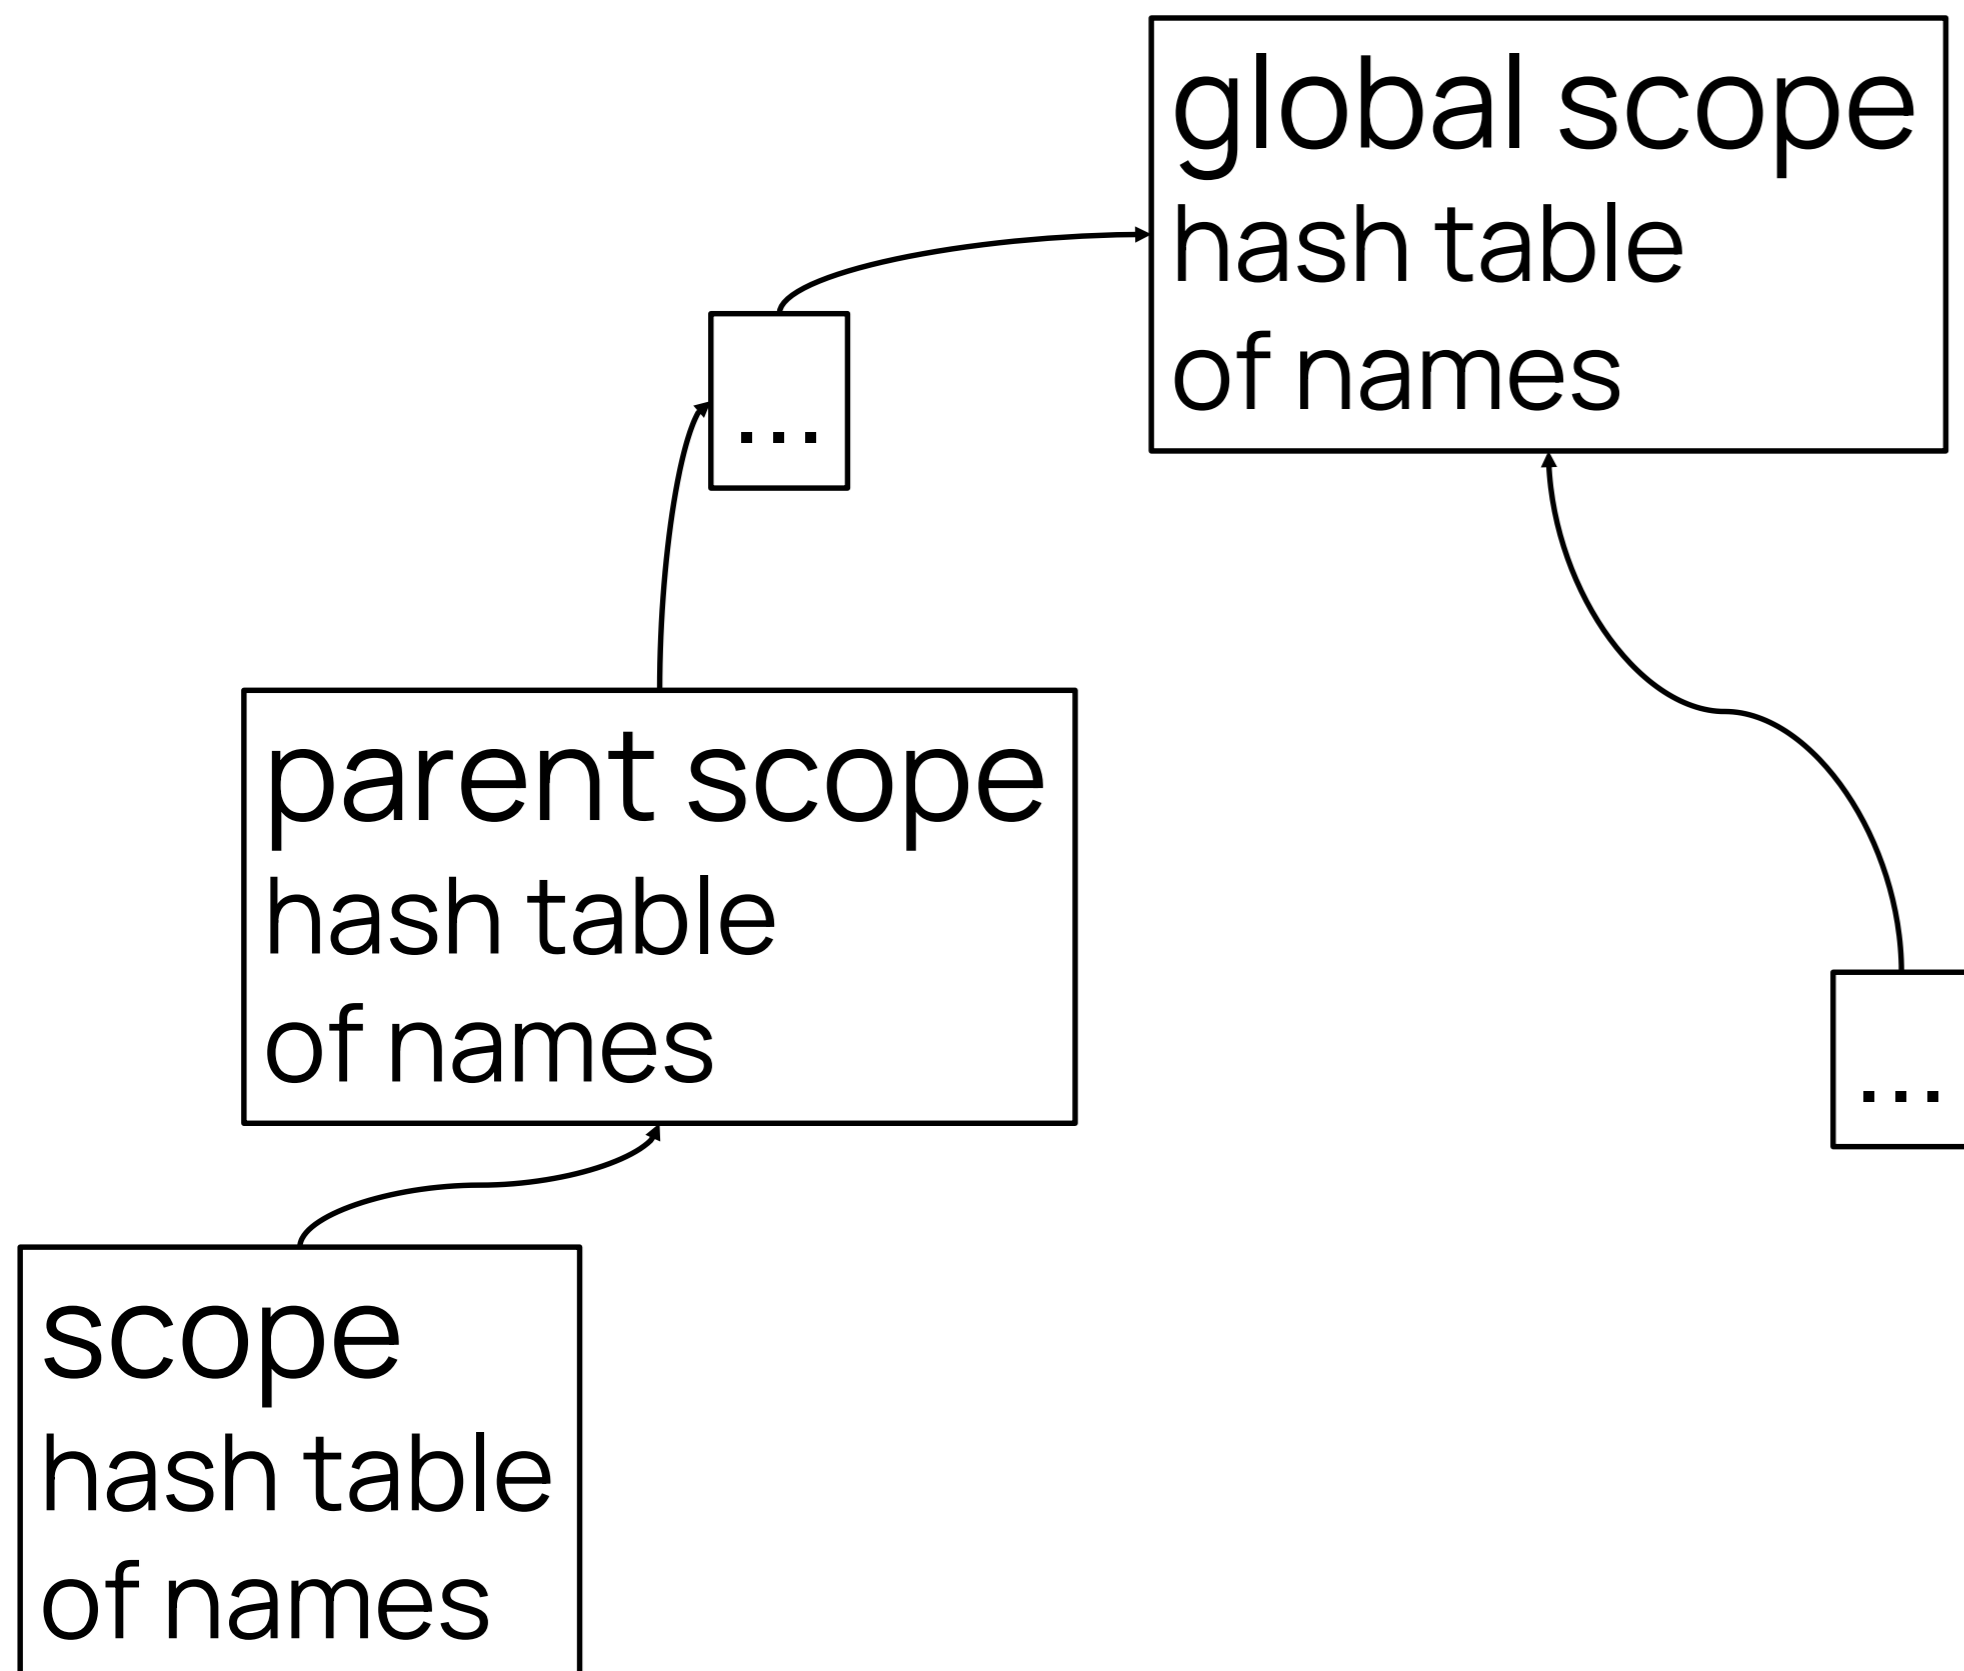 global scope
hash table
of names
...
parent scope
hash table
of names
...
scope
hash table
of names